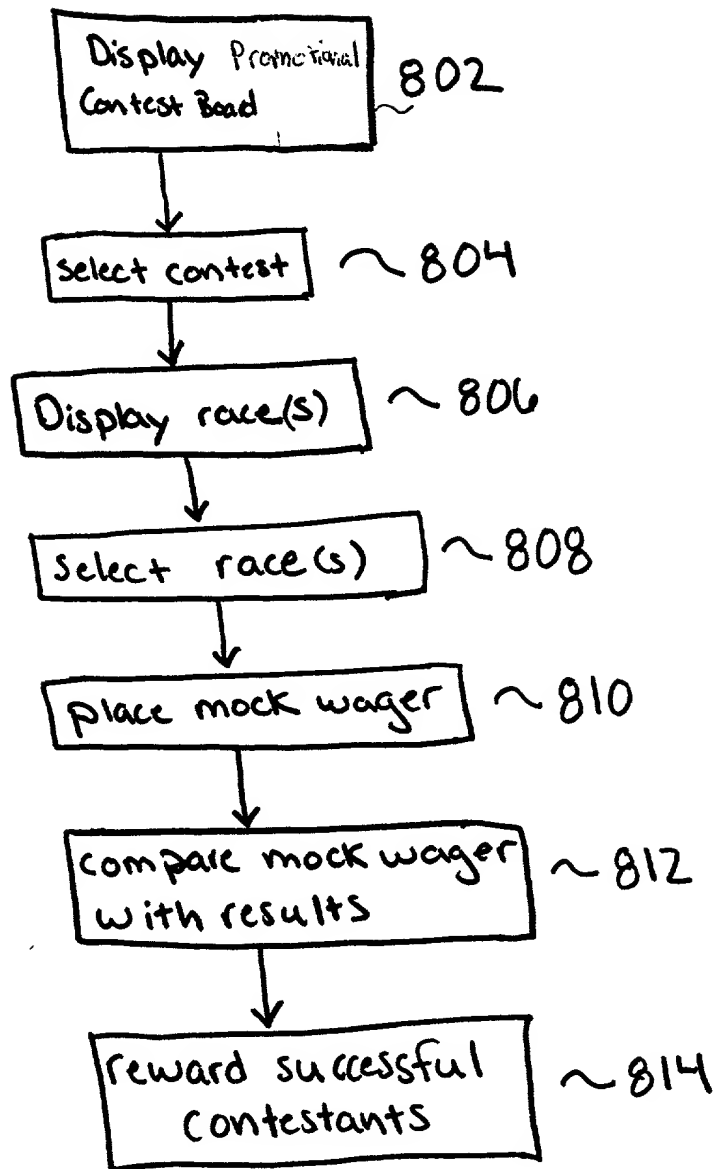 Display Promotional
Contest Board
802
select contest
804
Display race(s)
806
select race(s)
808
place mock wager
810
compare mock wager
with results
812
reward successful
contestants
814